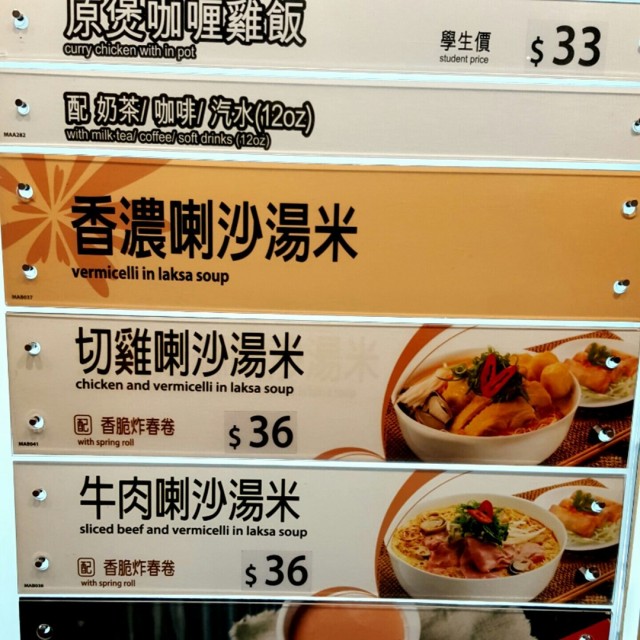 原煲咖喱雞飯
curry chicken with in pot
學生價
student price
$33
配 奶茶/ 咖啡/ 汽水(12oz)
with milk tea/ coffee/ soft drinks (12oz)
MAA282
香濃喇沙湯米
vermicelli in laksa soup
MAB037
切雞喇沙湯米
chicken and vermicelli in laksa soup
配 香脆炸春卷
with spring roll
$36
MAB041
牛肉喇沙湯米
sliced beef and vermicelli in laksa soup
配 香脆炸春卷
with spring roll
$36